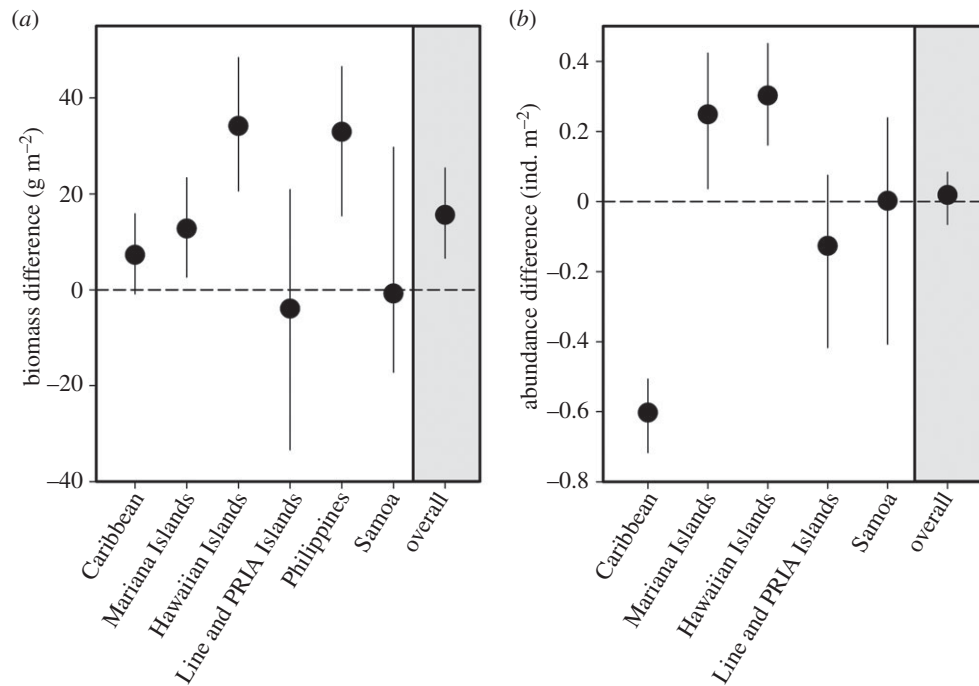 (a)
biomass difference (g m⁻²)
40
20
0
–20
–40
Caribbean
Mariana Islands
Hawaiian Islands
Line and PRIA Islands
Philippines
Samoa
overall
(b)
abundance difference (ind. m⁻²)
0.4
0.2
0
–0.2
–0.4
–0.6
–0.8
Caribbean
Mariana Islands
Hawaiian Islands
Line and PRIA Islands
Samoa
overall